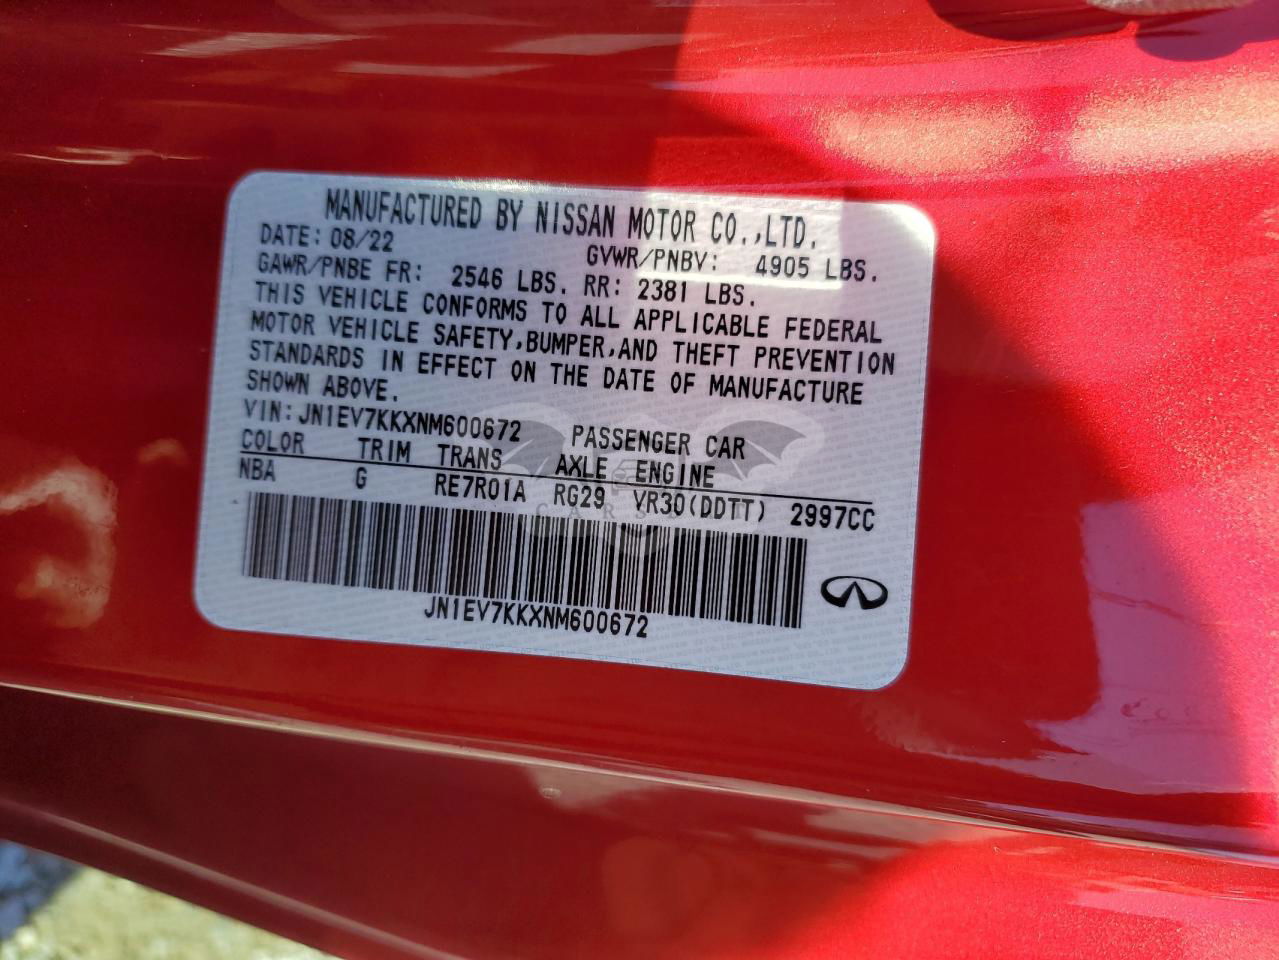 MANUFACTURED BY NISSAN MOTOR CO.,LTD.
DATE: 08/22 GVWR/PNBV: 4905 LBS.
GAWR/PNBE FR: 2546 LBS. RR: 2381 LBS.
THIS VEHICLE CONFORMS TO ALL APPLICABLE FEDERAL
MOTOR VEHICLE SAFETY,BUMPER,AND THEFT PREVENTION
STANDARDS IN EFFECT ON THE DATE OF MANUFACTURE
SHOWN ABOVE.
VIN: JN1EV7KKXNM600672 PASSENGER CAR
COLOR TRIM TRANS AXLE ENGINE
NBA G RE7R01A RG29 VR30(DDTT) 2997CC
JN1EV7KKXNM600672